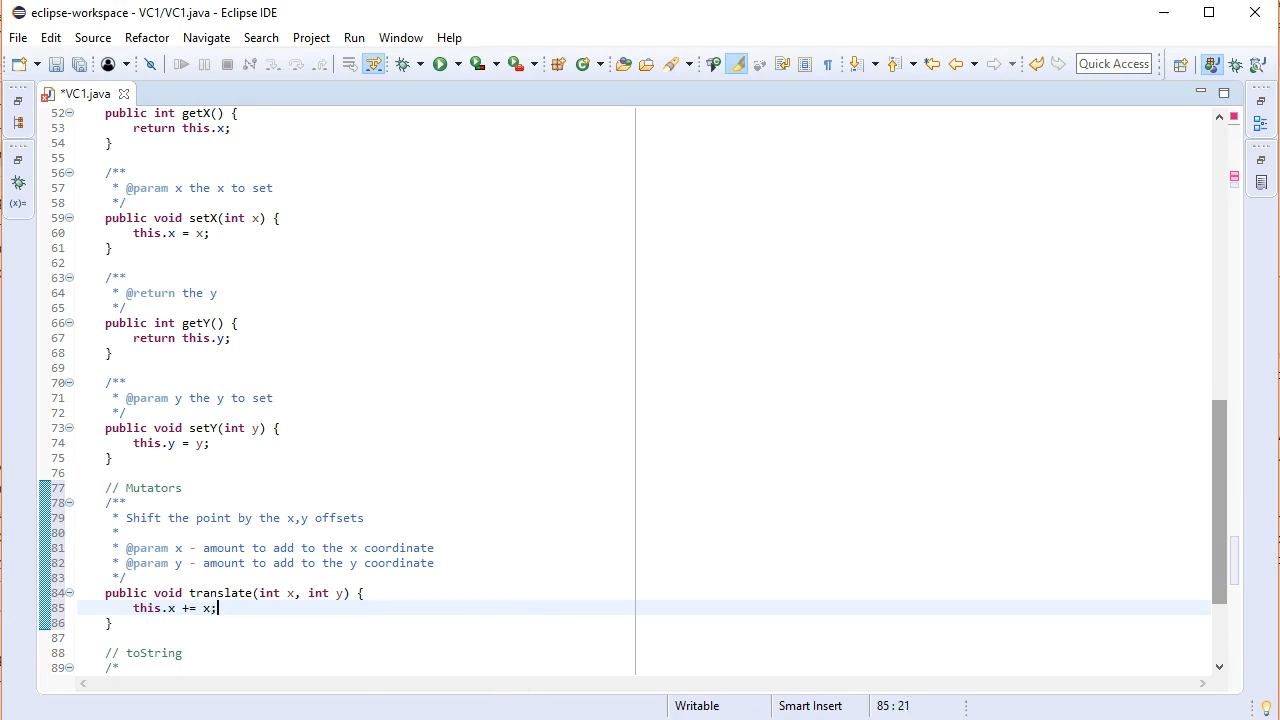 eclipse-workspace - VC1/VC1.java - Eclipse IDE
File Edit Source Refactor Navigate Search Project Run Window Help
Quick Access
*VC1.java
52 public int getX() {
53 return this.x;
54 }
55
56 /**
57 * @param x the x to set
58 */
59 public void setX(int x) {
60 this.x = x;
61 }
62
63 /**
64 * @return the y
65 */
66 public int getY() {
67 return this.y;
68 }
69
70 /**
71 * @param y the y to set
72 */
73 public void setY(int y) {
74 this.y = y;
75 }
76
77 // Mutators
78 /**
79 * Shift the point by the x,y offsets
80 *
81 * @param x - amount to add to the x coordinate
82 * @param y - amount to add to the y coordinate
83 */
84 public void translate(int x, int y) {
85 this.x += x;
86 }
87
88 // toString
89 /*
(x)=
Writable Smart Insert 85 : 21